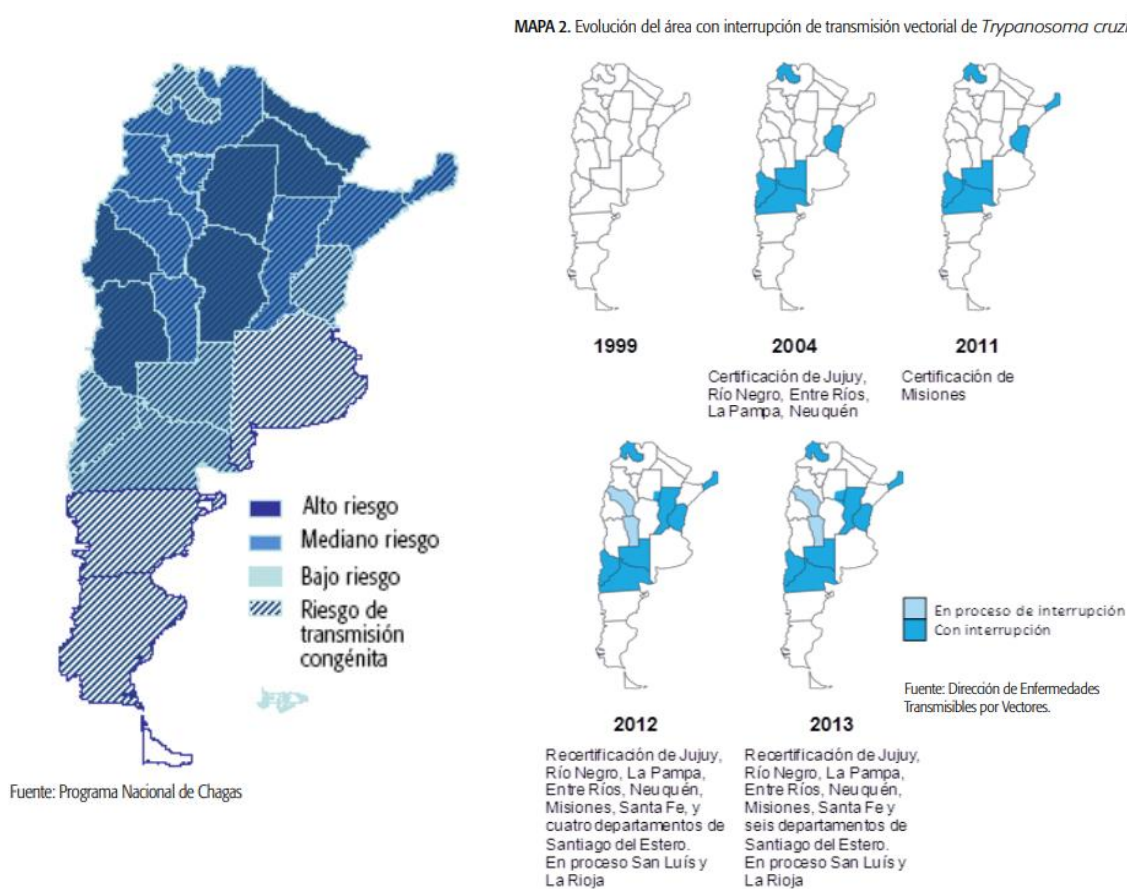 MAPA 2. Evolución del área con interrupción de transmisión vectorial de Trypanosoma cruzi
Alto riesgo
Mediano riesgo
Bajo riesgo
Riesgo de
transmisión
congénita
Fuente: Programa Nacional de Chagas
1999
2004
Certificación de Jujuy,
Río Negro, Entre Ríos,
La Pampa, Neuquén
2011
Certificación de
Misiones
En proceso de interrupción
Con interrupción
Fuente: Dirección de Enfermedades
Transmisibles por Vectores.
2012
Recertificación de Jujuy,
Río Negro, La Pampa,
Entre Ríos, Neuquén,
Misiones, Santa Fe, y
cuatro departamentos de
Santiago del Estero.
En proceso San Luís y
La Rioja
2013
Recertificación de Jujuy,
Río Negro, La Pampa,
Entre Ríos, Neuquén,
Misiones, Santa Fe y
seis departamentos de
Santiago del Estero.
En proceso San Luís y
La Rioja